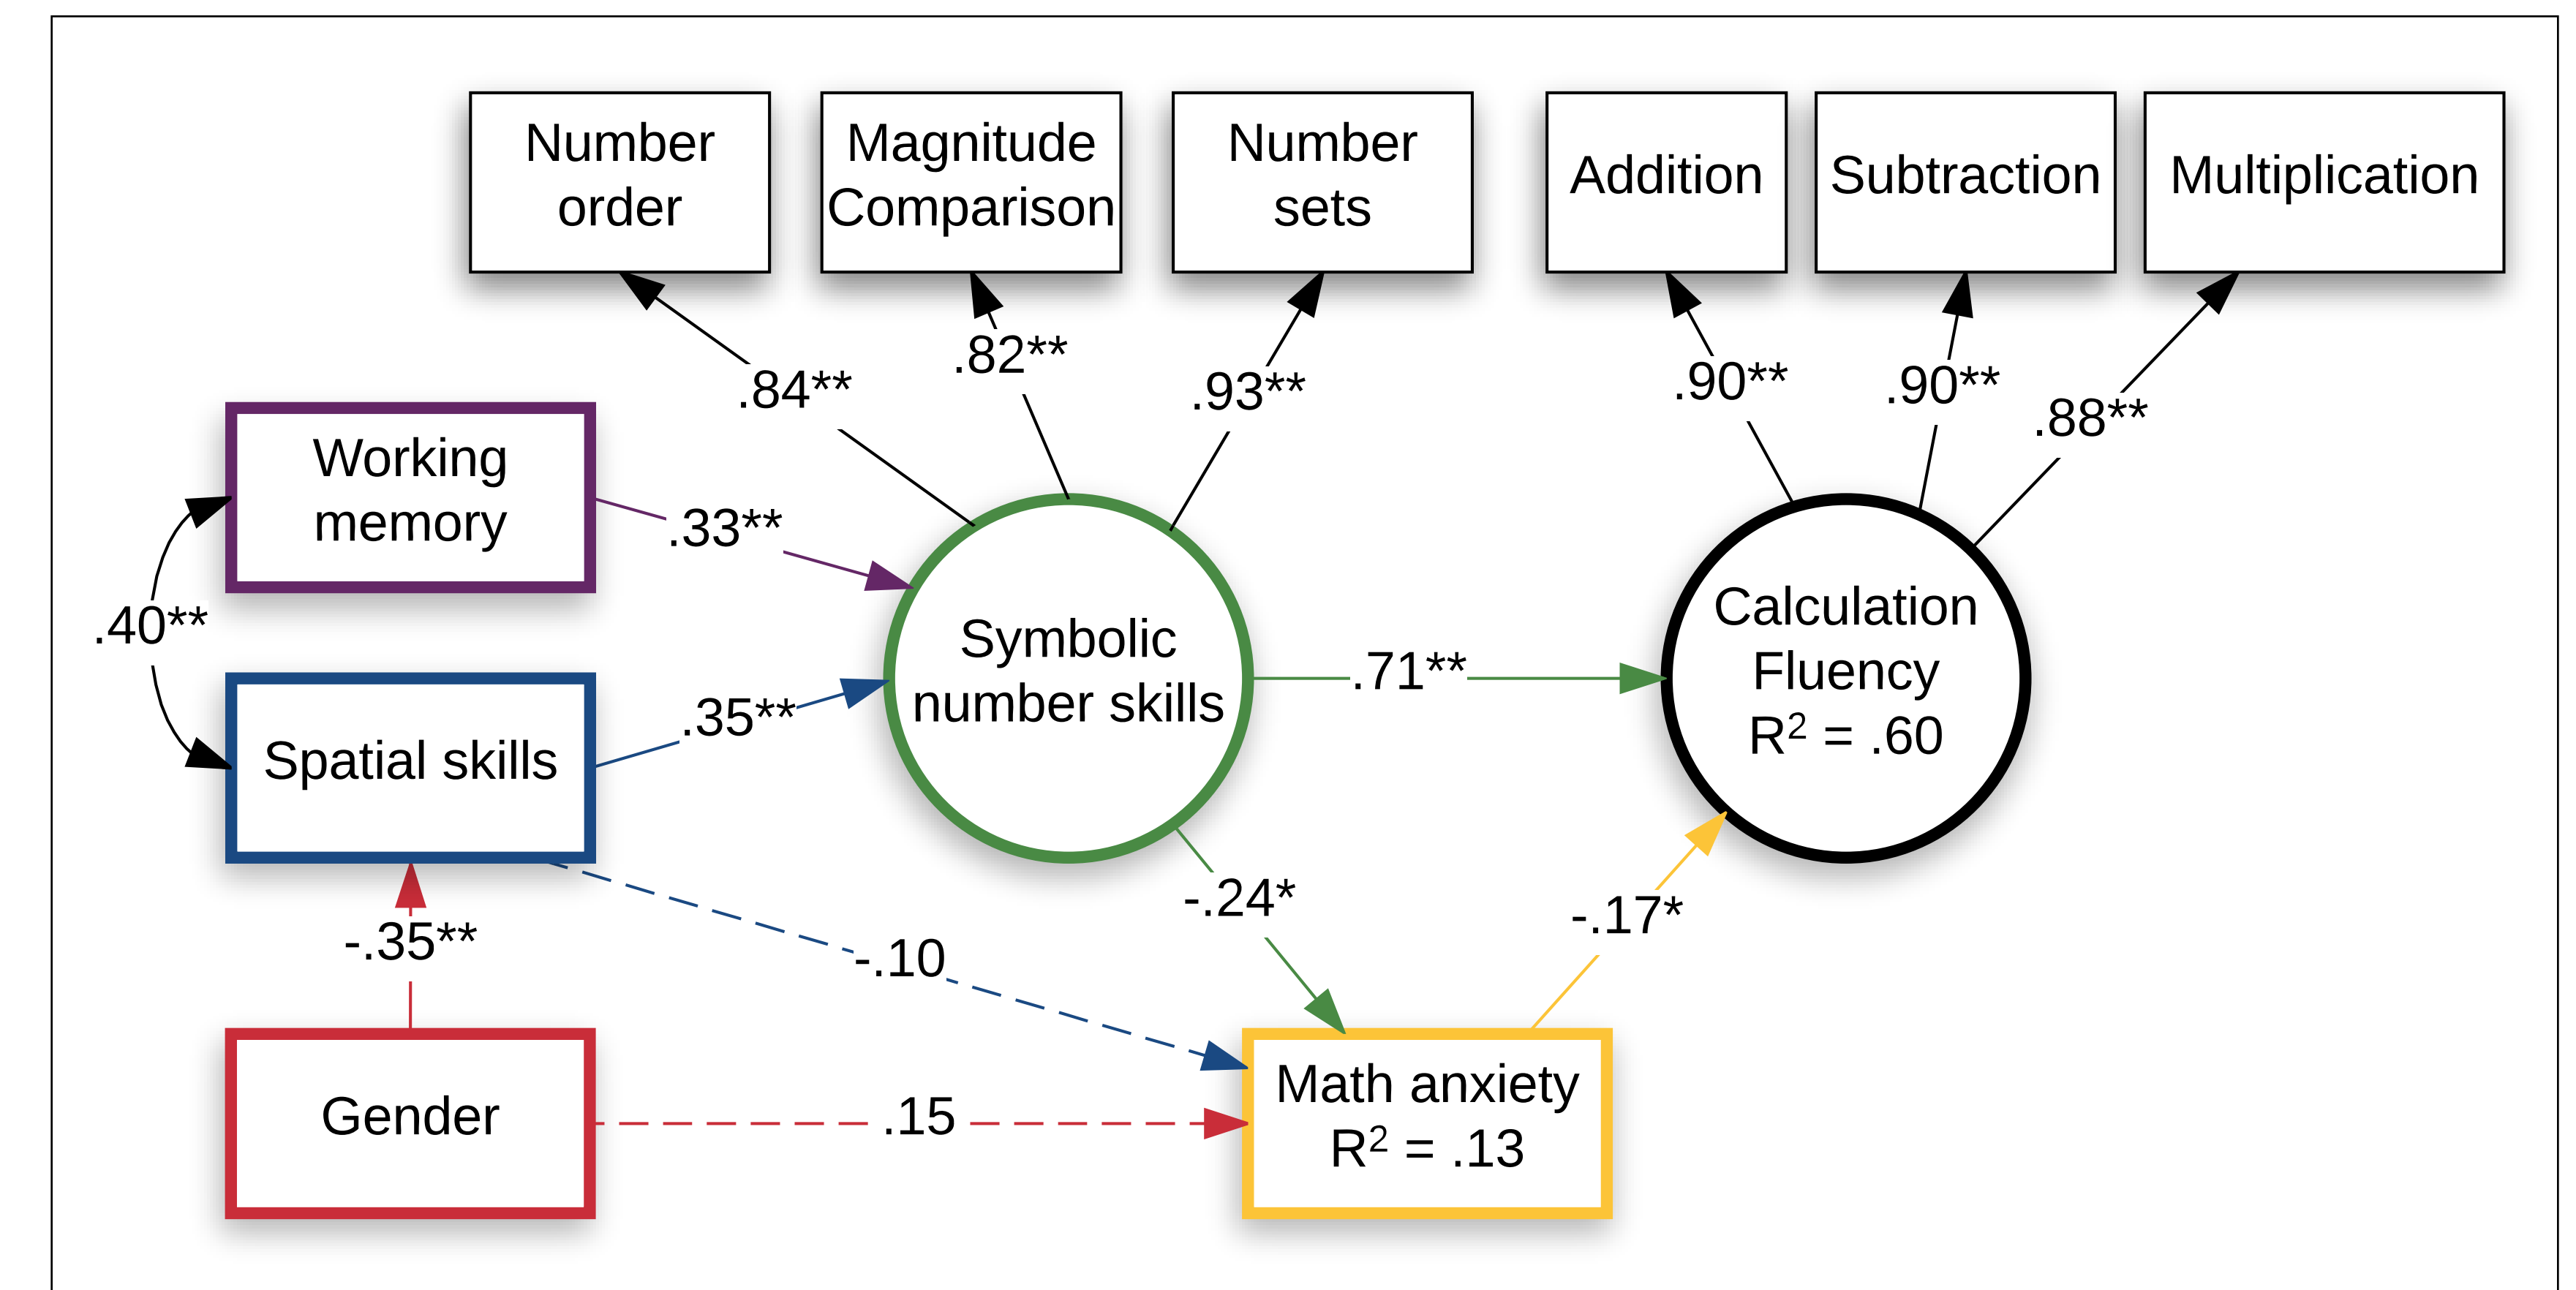 Number
order
Magnitude
Comparison
Number
sets
Addition
Subtraction
Multiplication
.84**
.82**
.93**
.90**
.90**
.88**
Working
memory
.33**
.40**
Symbolic
number skills
Calculation
Fluency
R² = .60
.71**
.35**
Spatial skills
-.35**
-.10
-.24*
-.17*
Gender
.15
Math anxiety
R² = .13